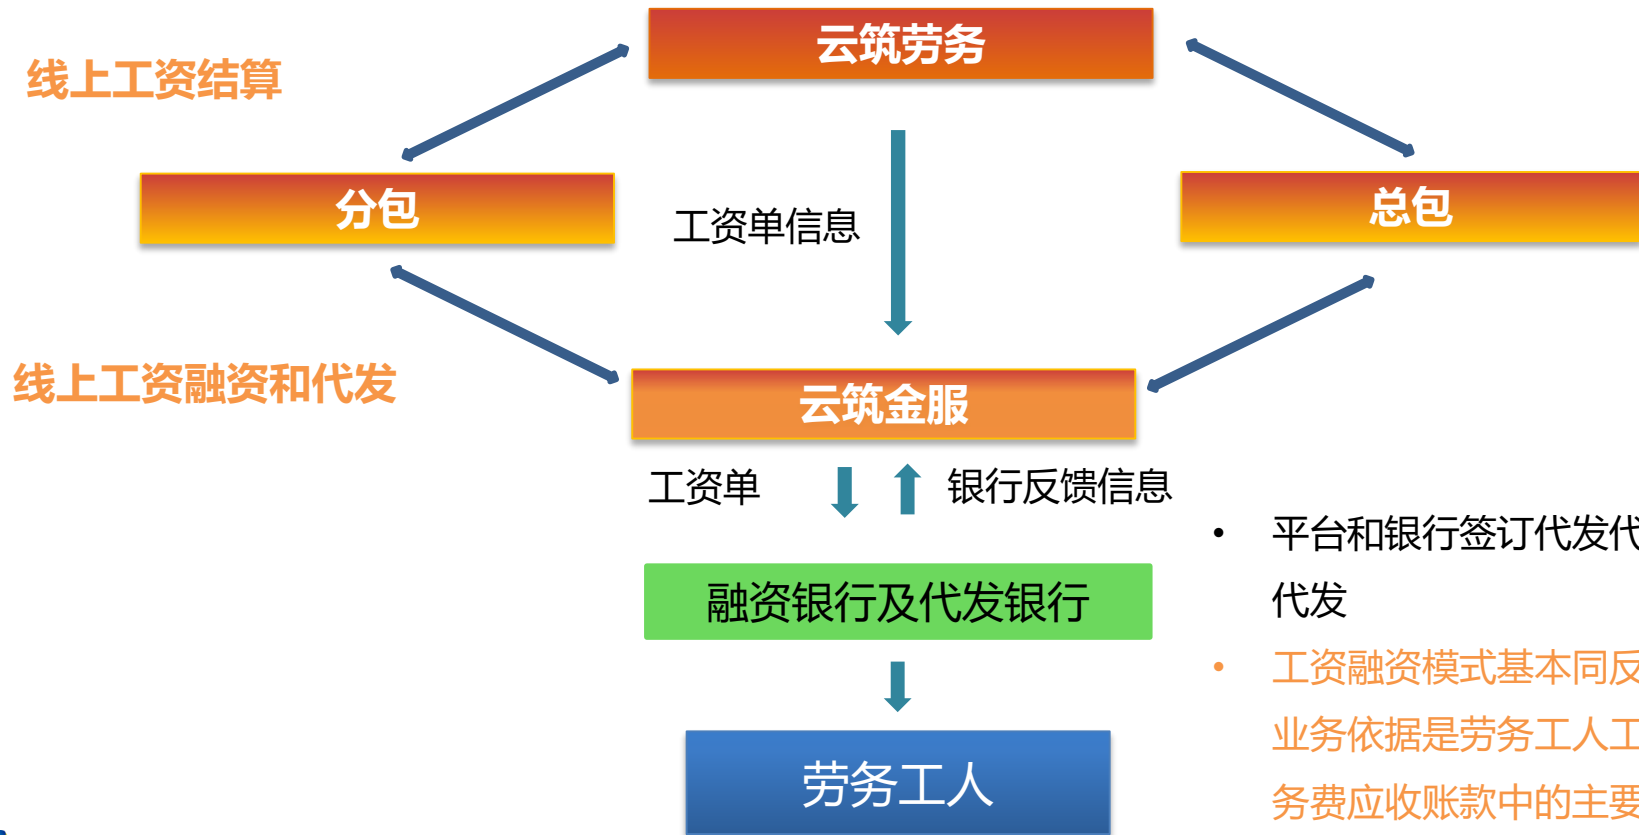 云筑劳务
线上工资结算
分包
总包
工资单信息
线上工资融资和代发
云筑金服
工资单
银行反馈信息
• 平台和银行签订代发代
代发
融资银行及代发银行
• 工资融资模式基本同反
业务依据是劳务工人工
务费应收账款中的主要
劳务工人